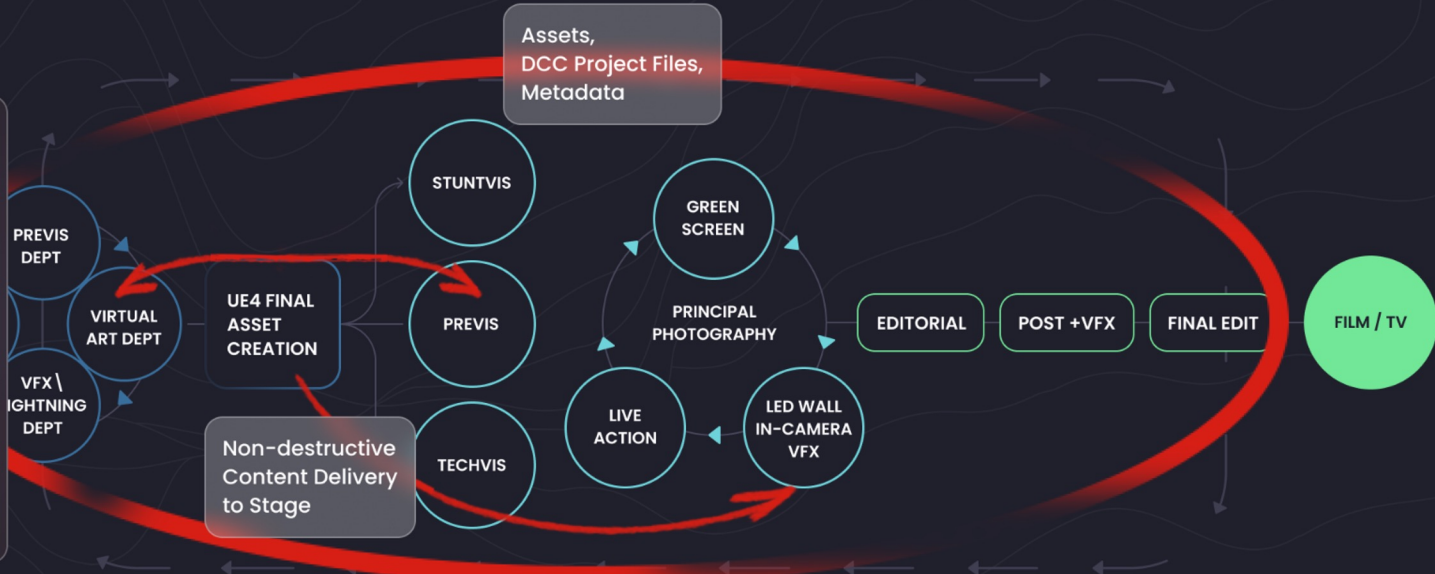 Assets,
DCC Project Files,
Metadata
STUNTVIS
GREEN
SCREEN
PREVIS
DEPT
VIRTUAL
ART DEPT
UE4 FINAL
ASSET
CREATION
PREVIS
PRINCIPAL
PHOTOGRAPHY
EDITORIAL
POST +VFX
FINAL EDIT
FILM / TV
VFX\
IGHTNING
DEPT
Non-destructive
Content Delivery
to Stage
TECHVIS
LIVE
ACTION
LED WALL
IN-CAMERA
VFX